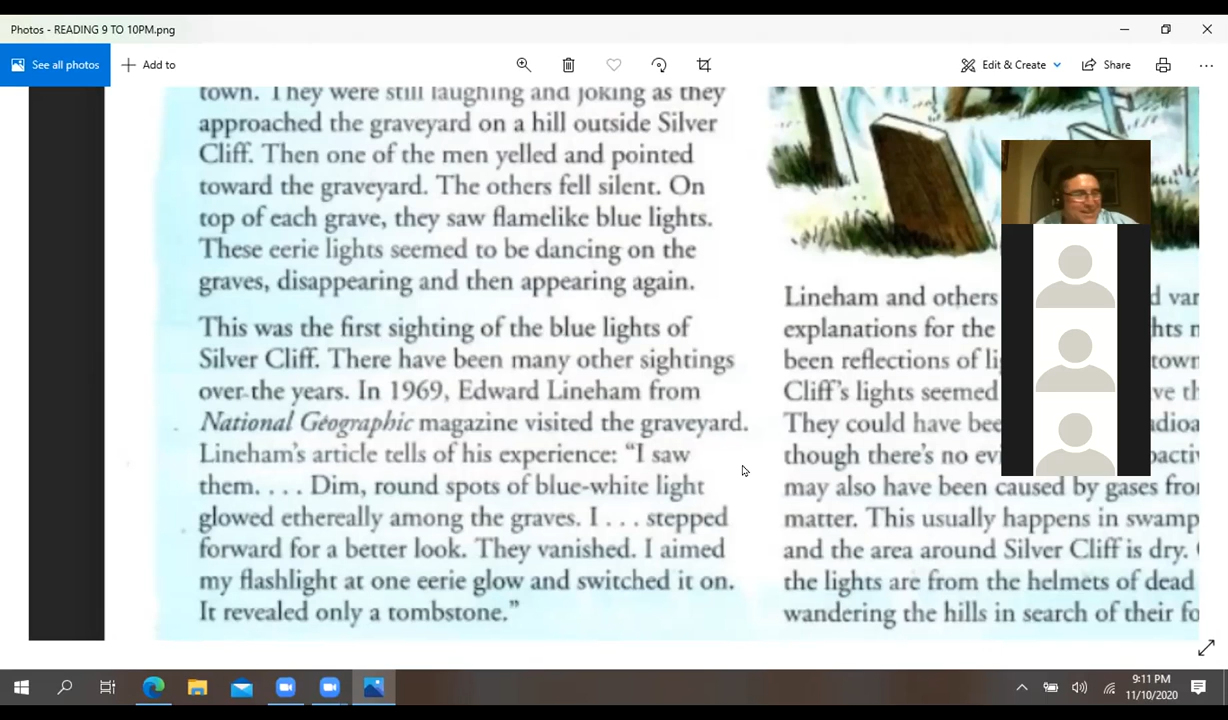 Photos - READING 9 TO 10PM.png
See all photos
Add to
Edit & Create
Share
town. They were still laughing and joking as they
approached the graveyard on a hill outside Silver
Cliff. Then one of the men yelled and pointed
toward the graveyard. The others fell silent. On
top of each grave, they saw flamelike blue lights.
These eerie lights seemed to be dancing on the
graves, disappearing and then appearing again.
This was the first sighting of the blue lights of
Silver Cliff. There have been many other sightings
over the years. In 1969, Edward Lineham from
National Geographic magazine visited the graveyard.
Lineham's article tells of his experience: "I saw
them. . . . Dim, round spots of blue-white light
glowed ethereally among the graves. I . . . stepped
forward for a better look. They vanished. I aimed
my flashlight at one eerie glow and switched it on.
It revealed only a tombstone."
Lineham and others
explanations for the
been reflections of
Cliff's lights seemed
They could have
though there's no
may also have been caused by gases
matter. This usually happens in swamp
and the area around Silver Cliff is dry.
the lights are from the helmets of dead
wandering the hills in search of their
9:11 PM
11/10/2020